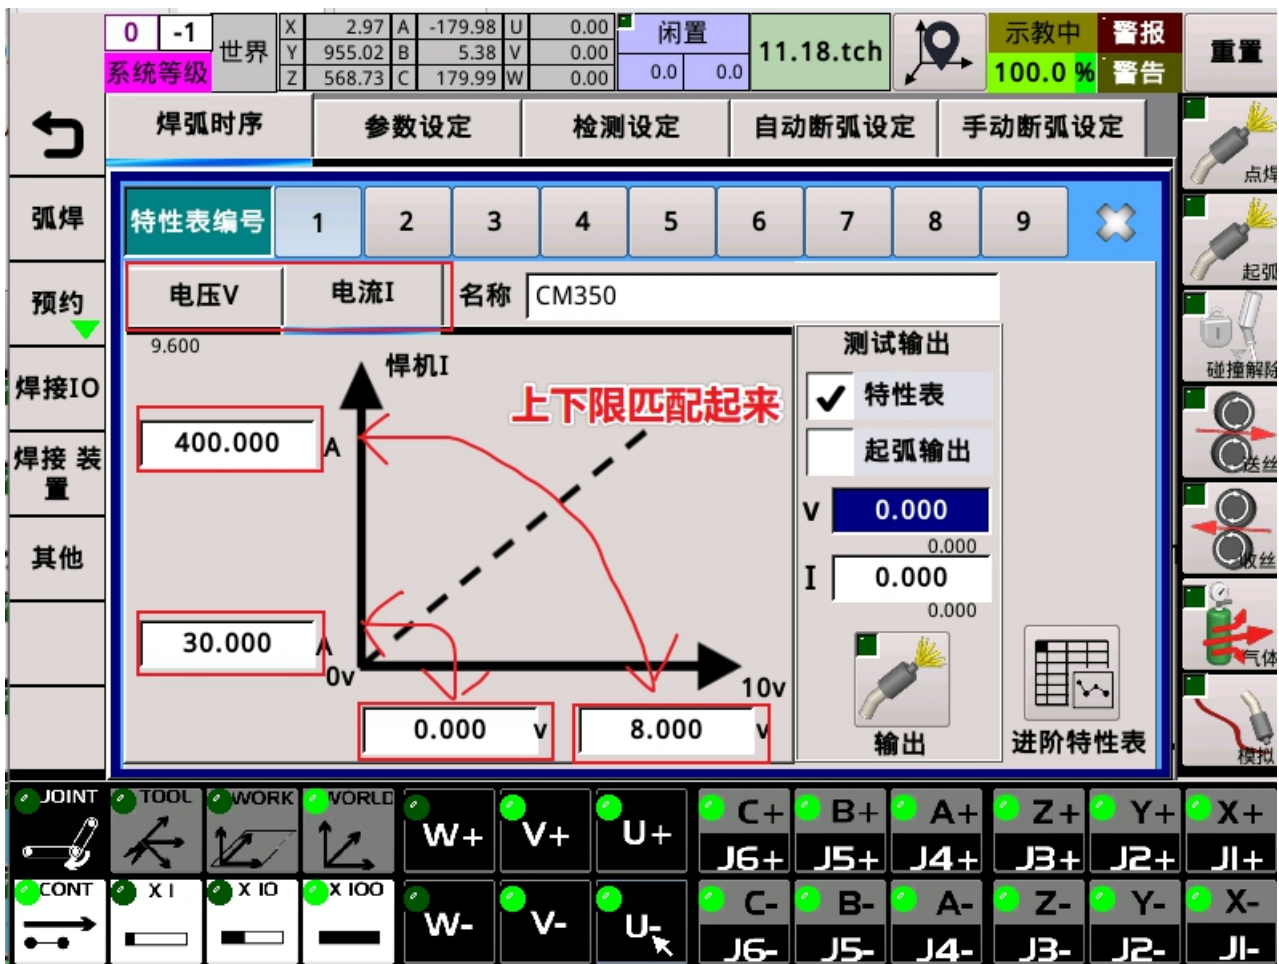 0 -1
系统等级
世界
X 2.97 A -179.98 U 0.00
Y 955.02 B 5.38 V 0.00
Z 568.73 C 179.99 W 0.00
闲置
0.0 0.0
11.18.tch
示教中
100.0 %
警报
警告
重置
焊弧时序 参数设定 检测设定 自动断弧设定 手动断弧设定
弧焊
预约
焊接IO
焊接 装置
其他
特性表编号 1 2 3 4 5 6 7 8 9
电压V 电流I 名称 CM350
9.600
悍机I
上下限匹配起来
400.000 A
30.000 A
0v
10v
0.000 v
8.000 v
测试输出
特性表
起弧输出
V 0.000
0.000
I 0.000
0.000
输出
进阶特性表
点焊
起弧
碰撞解除
送丝
收丝
气体
模拟
JOINT TOOL WORK WORLD W+ V+ U+ C+ B+ A+ Z+ Y+ X+
J6+ J5+ J4+ J3+ J2+ J1+
CONT X 1 X 10 X 100 W- V- U- C- B- A- Z- Y- X-
J6- J5- J4- J3- J2- J1-